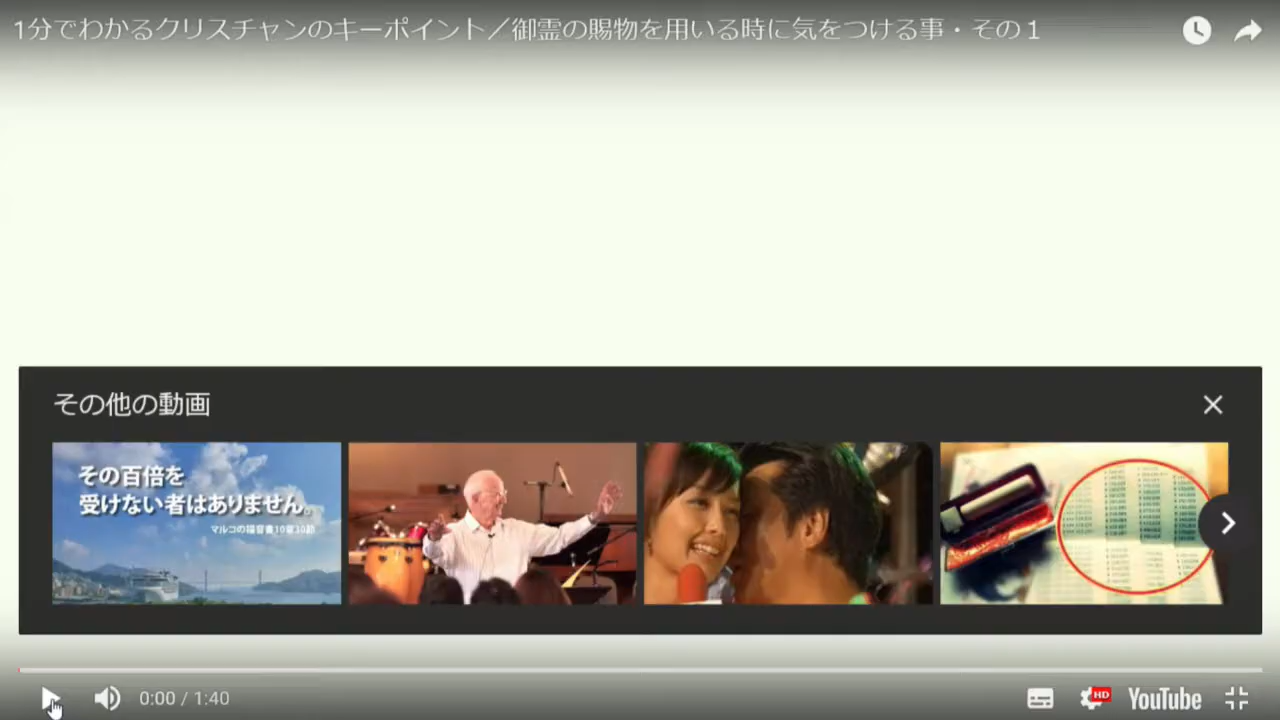 1分でわかるクリスチャンのキーポイント／御霊の賜物を用いる時に気をつける事・その１
その他の動画
その百倍を
受けない者はありません。
マルコの福音書10章30節
0:00 / 1:40
HD
YouTube